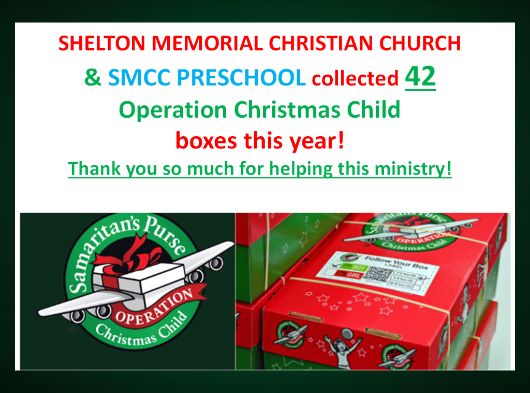 SHELTON MEMORIAL CHRISTIAN CHURCH
& SMCC PRESCHOOL collected 42
Operation Christmas Child
boxes this year!
Thank you so much for helping this ministry!
Samaritan's Purse
OPERATION
Christmas Child
Samaritan's Purse
OPERATION
Follow Your Box
LABEL